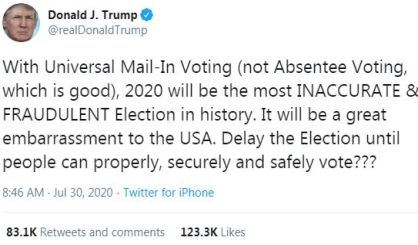 Donald J. Trump
@realDonaldTrump
With Universal Mail-In Voting (not Absentee Voting,
which is good), 2020 will be the most INACCURATE &
FRAUDULENT Election in history. It will be a great
embarrassment to the USA. Delay the Election until
people can properly, securely and safely vote???
8:46 AM · Jul 30, 2020 · Twitter for iPhone
83.1K Retweets and comments 123.3K Likes